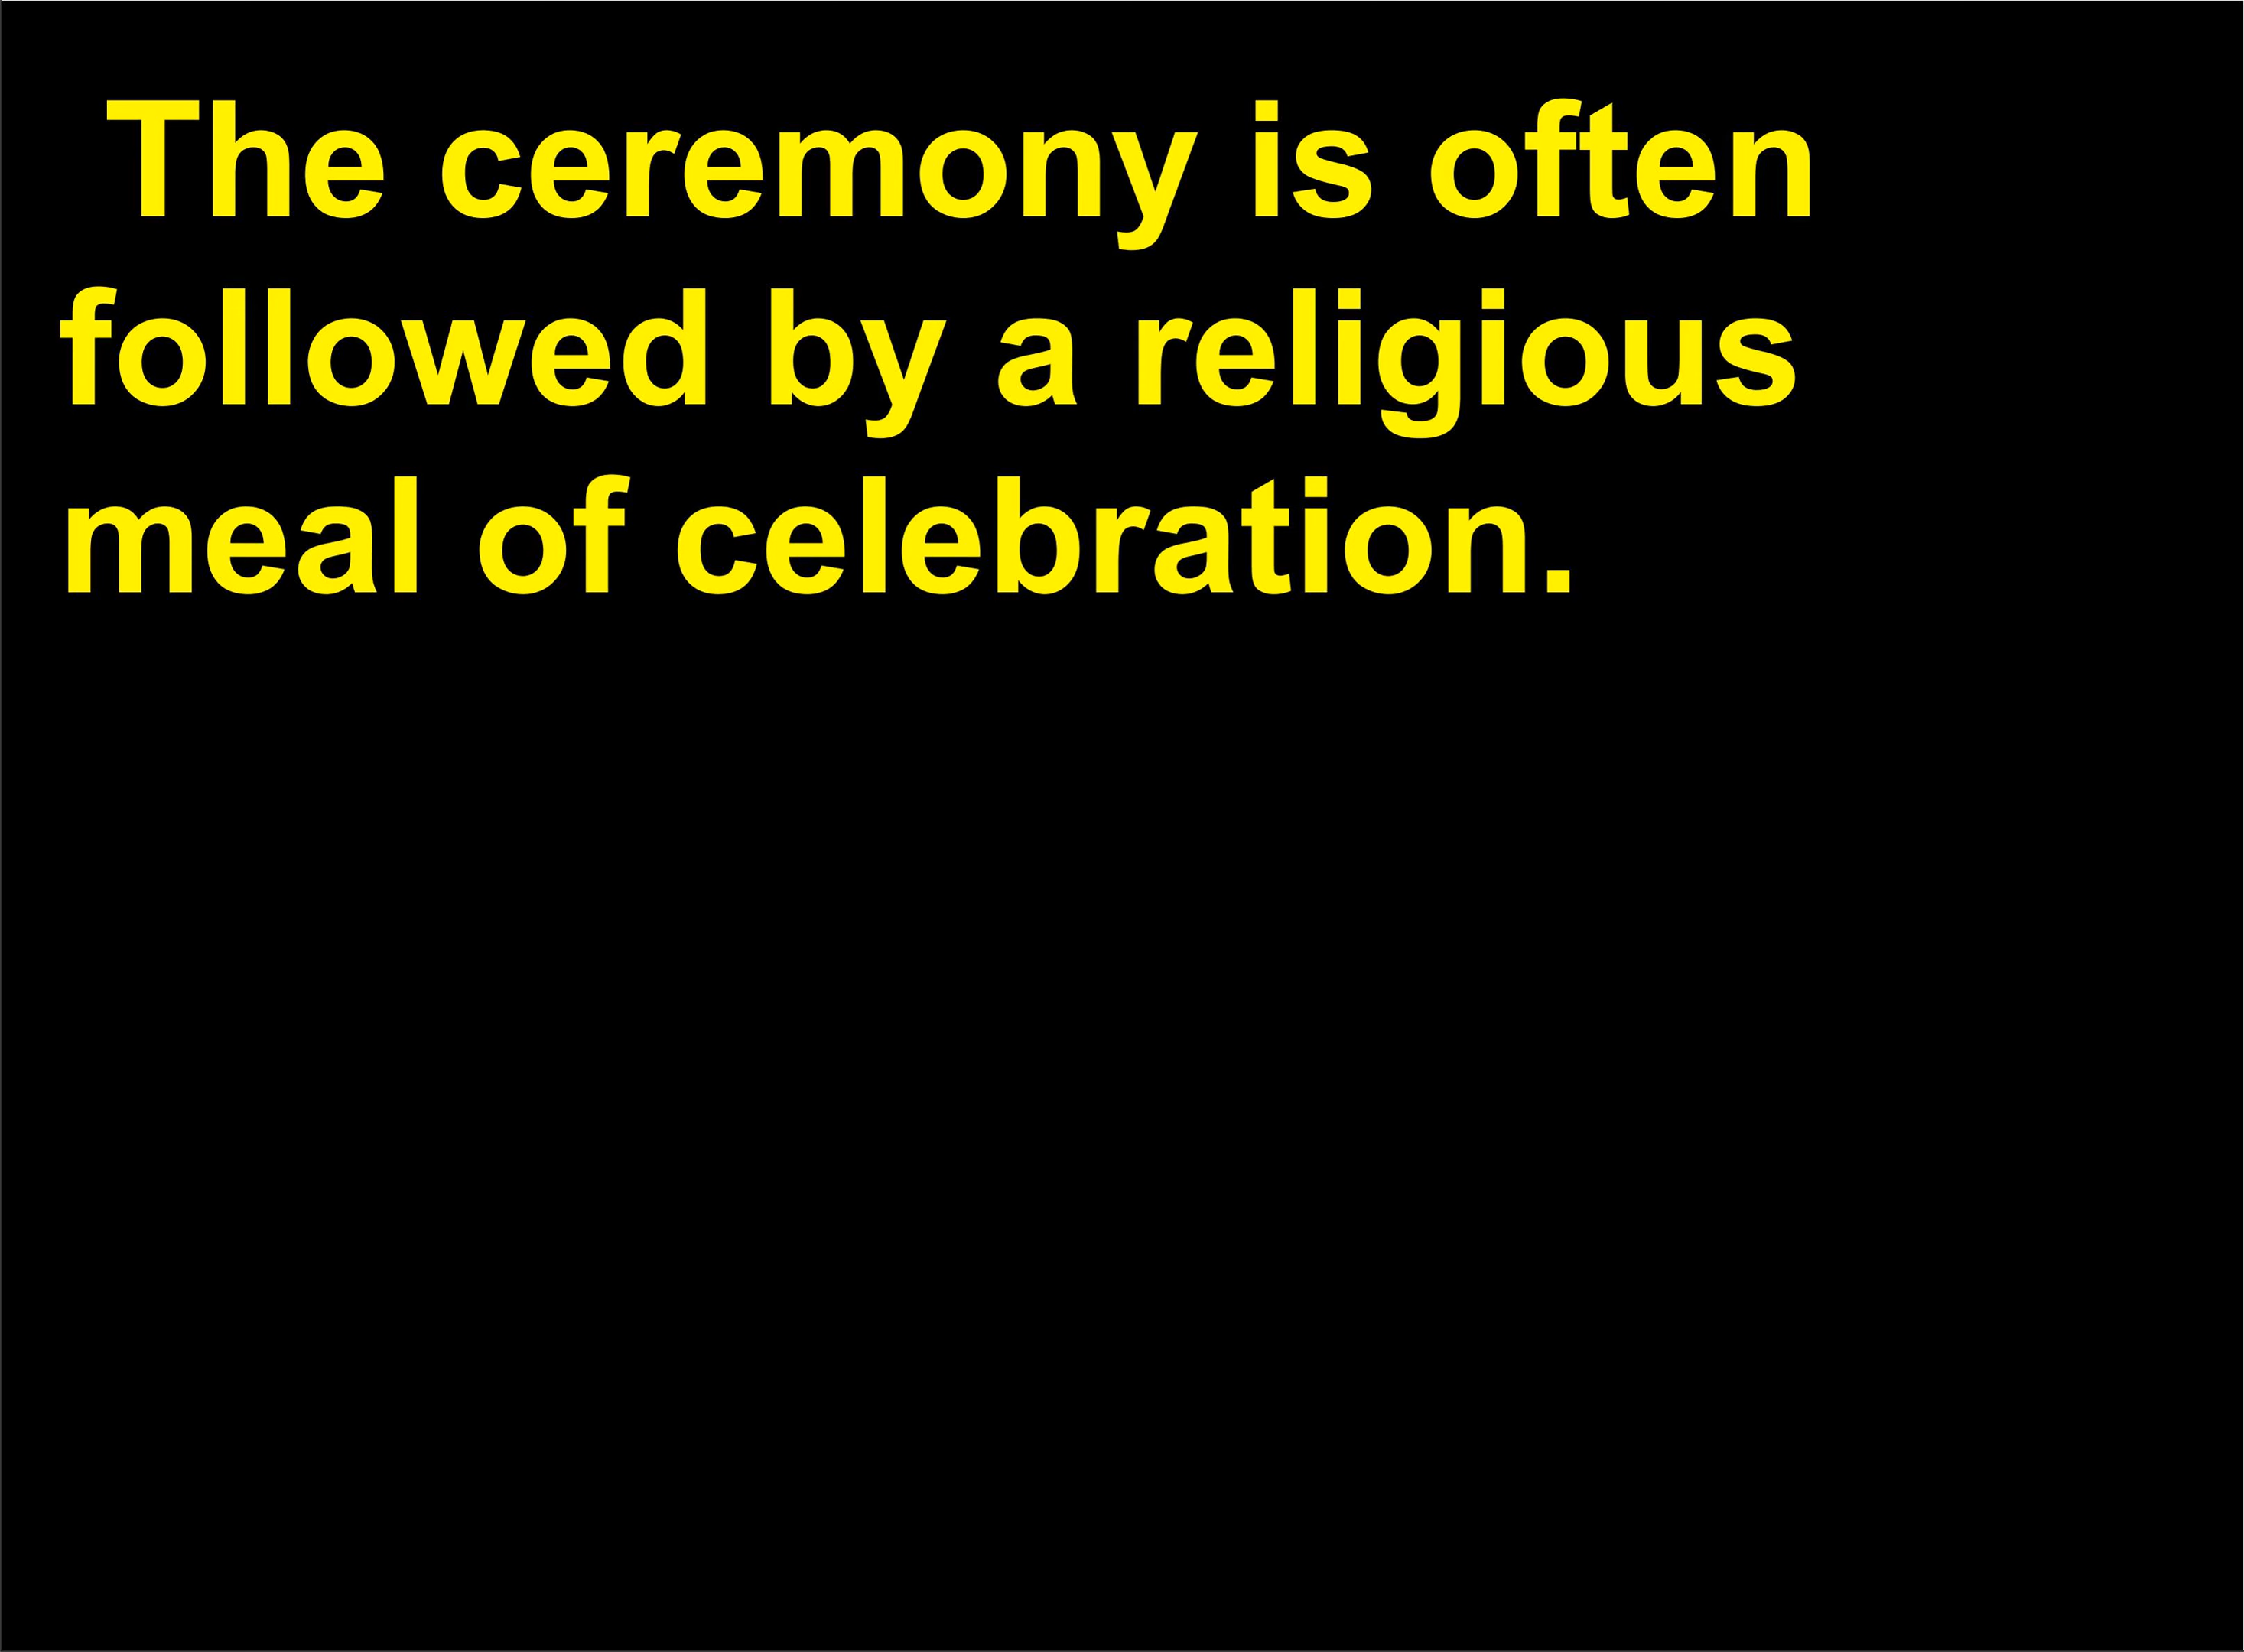 The ceremony is often
followed by a religious
meal of celebration.